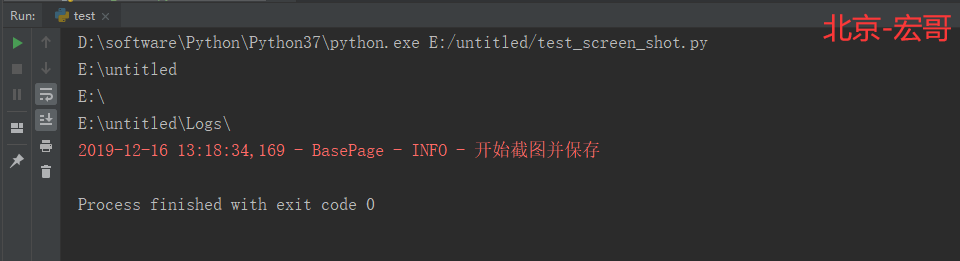 Run: test
北京-宏哥
D:\software\Python\Python37\python.exe E:/untitled/test_screen_shot.py
E:\untitled
E:\
E:\untitled\Logs\
2019-12-16 13:18:34,169 - BasePage - INFO - 开始截图并保存
Process finished with exit code 0